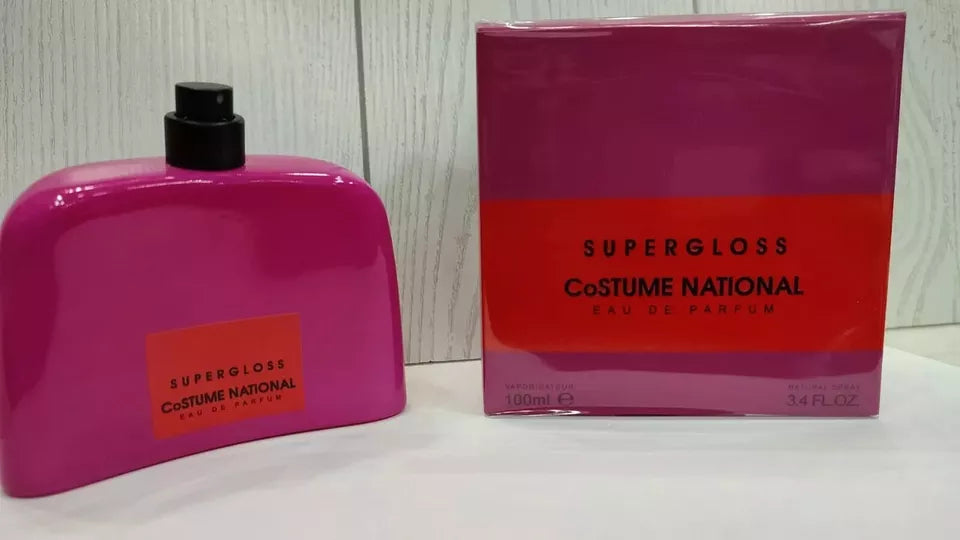 SUPERGLOSS
CoSTUME NATIONAL
EAU DE PARFUM
SUPERGLOSS
CoSTUME NATIONAL
EAU DE PARFUM
VAPORISATEUR
100ml ℮
NATURAL SPRAY
3.4 FL.OZ.